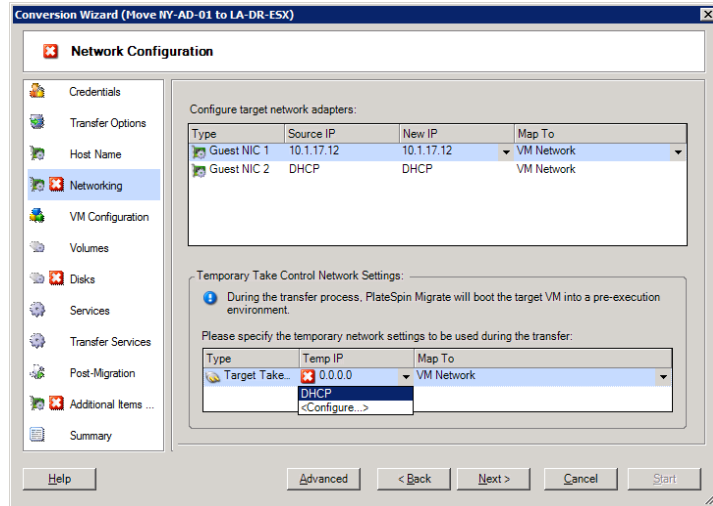 Conversion Wizard (Move NY-AD-01 to LA-DR-ESX)
Network Configuration
Credentials
Transfer Options
Host Name
Networking
VM Configuration
Volumes
Disks
Services
Transfer Services
Post-Migration
Additional Items ...
Summary
Configure target network adapters:
Type Source IP New IP Map To
Guest NIC 1 10.1.17.12 10.1.17.12 VM Network
Guest NIC 2 DHCP DHCP VM Network
Temporary Take Control Network Settings:
During the transfer process, PlateSpin Migrate will boot the target VM into a pre-execution
environment.
Please specify the temporary network settings to be used during the transfer:
Type Temp IP Map To
Target Take... 0.0.0.0 VM Network
DHCP
<Configure...>
Help Advanced < Back Next > Cancel Start